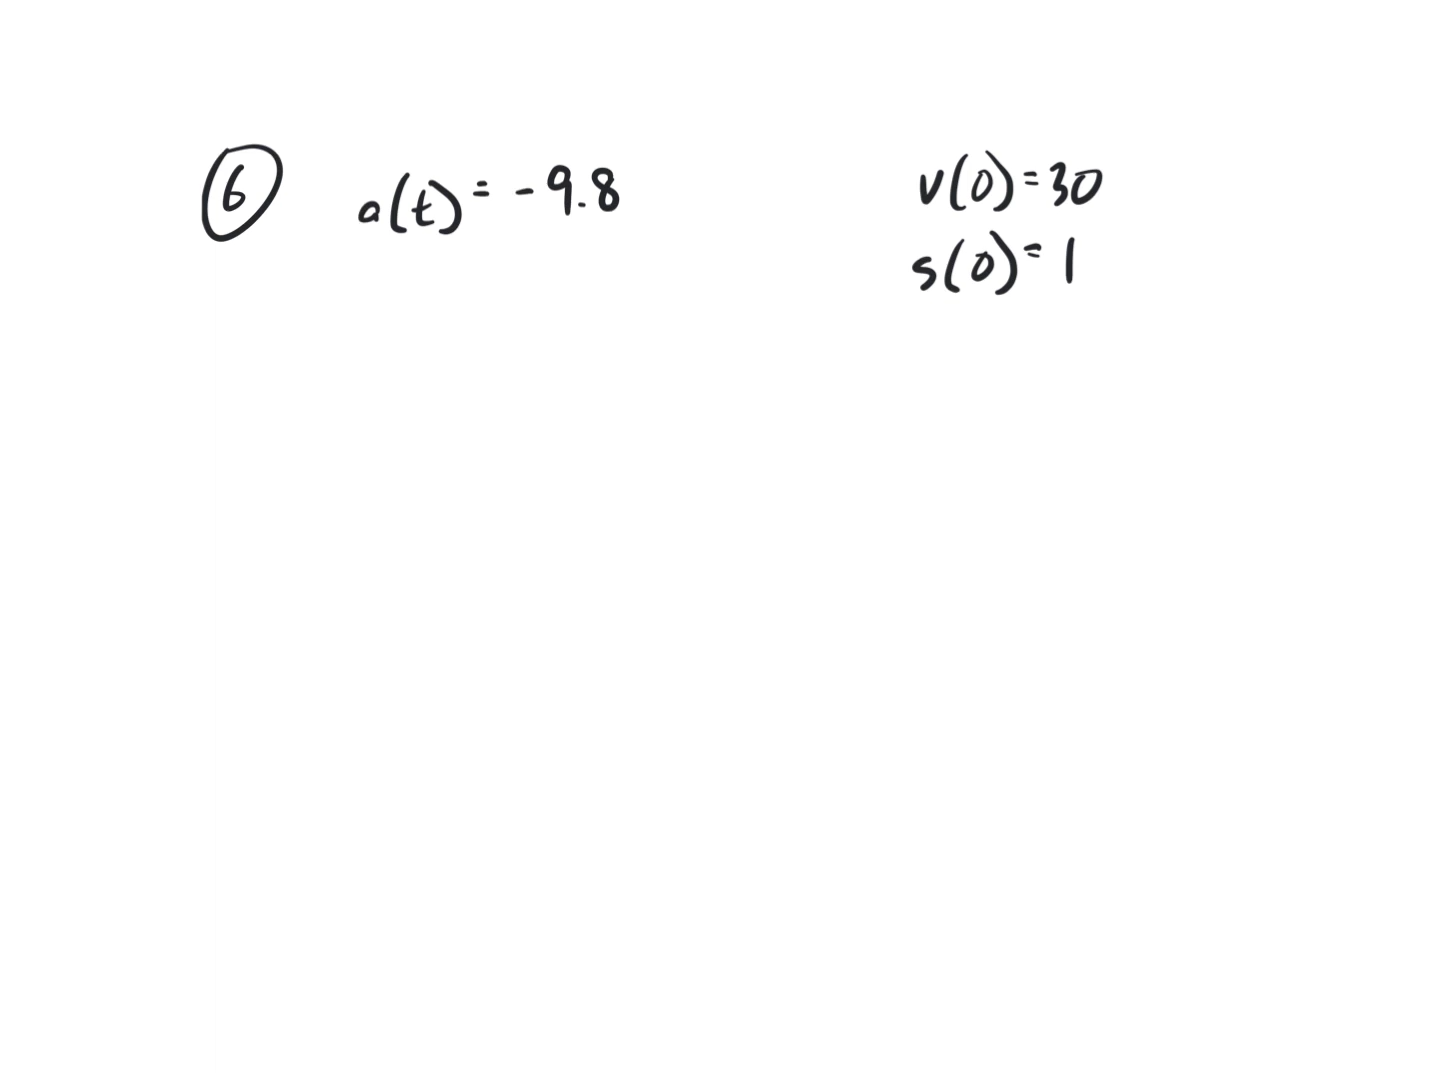 6 a(t) = -9.8 v(0) = 30
s(0) = 1